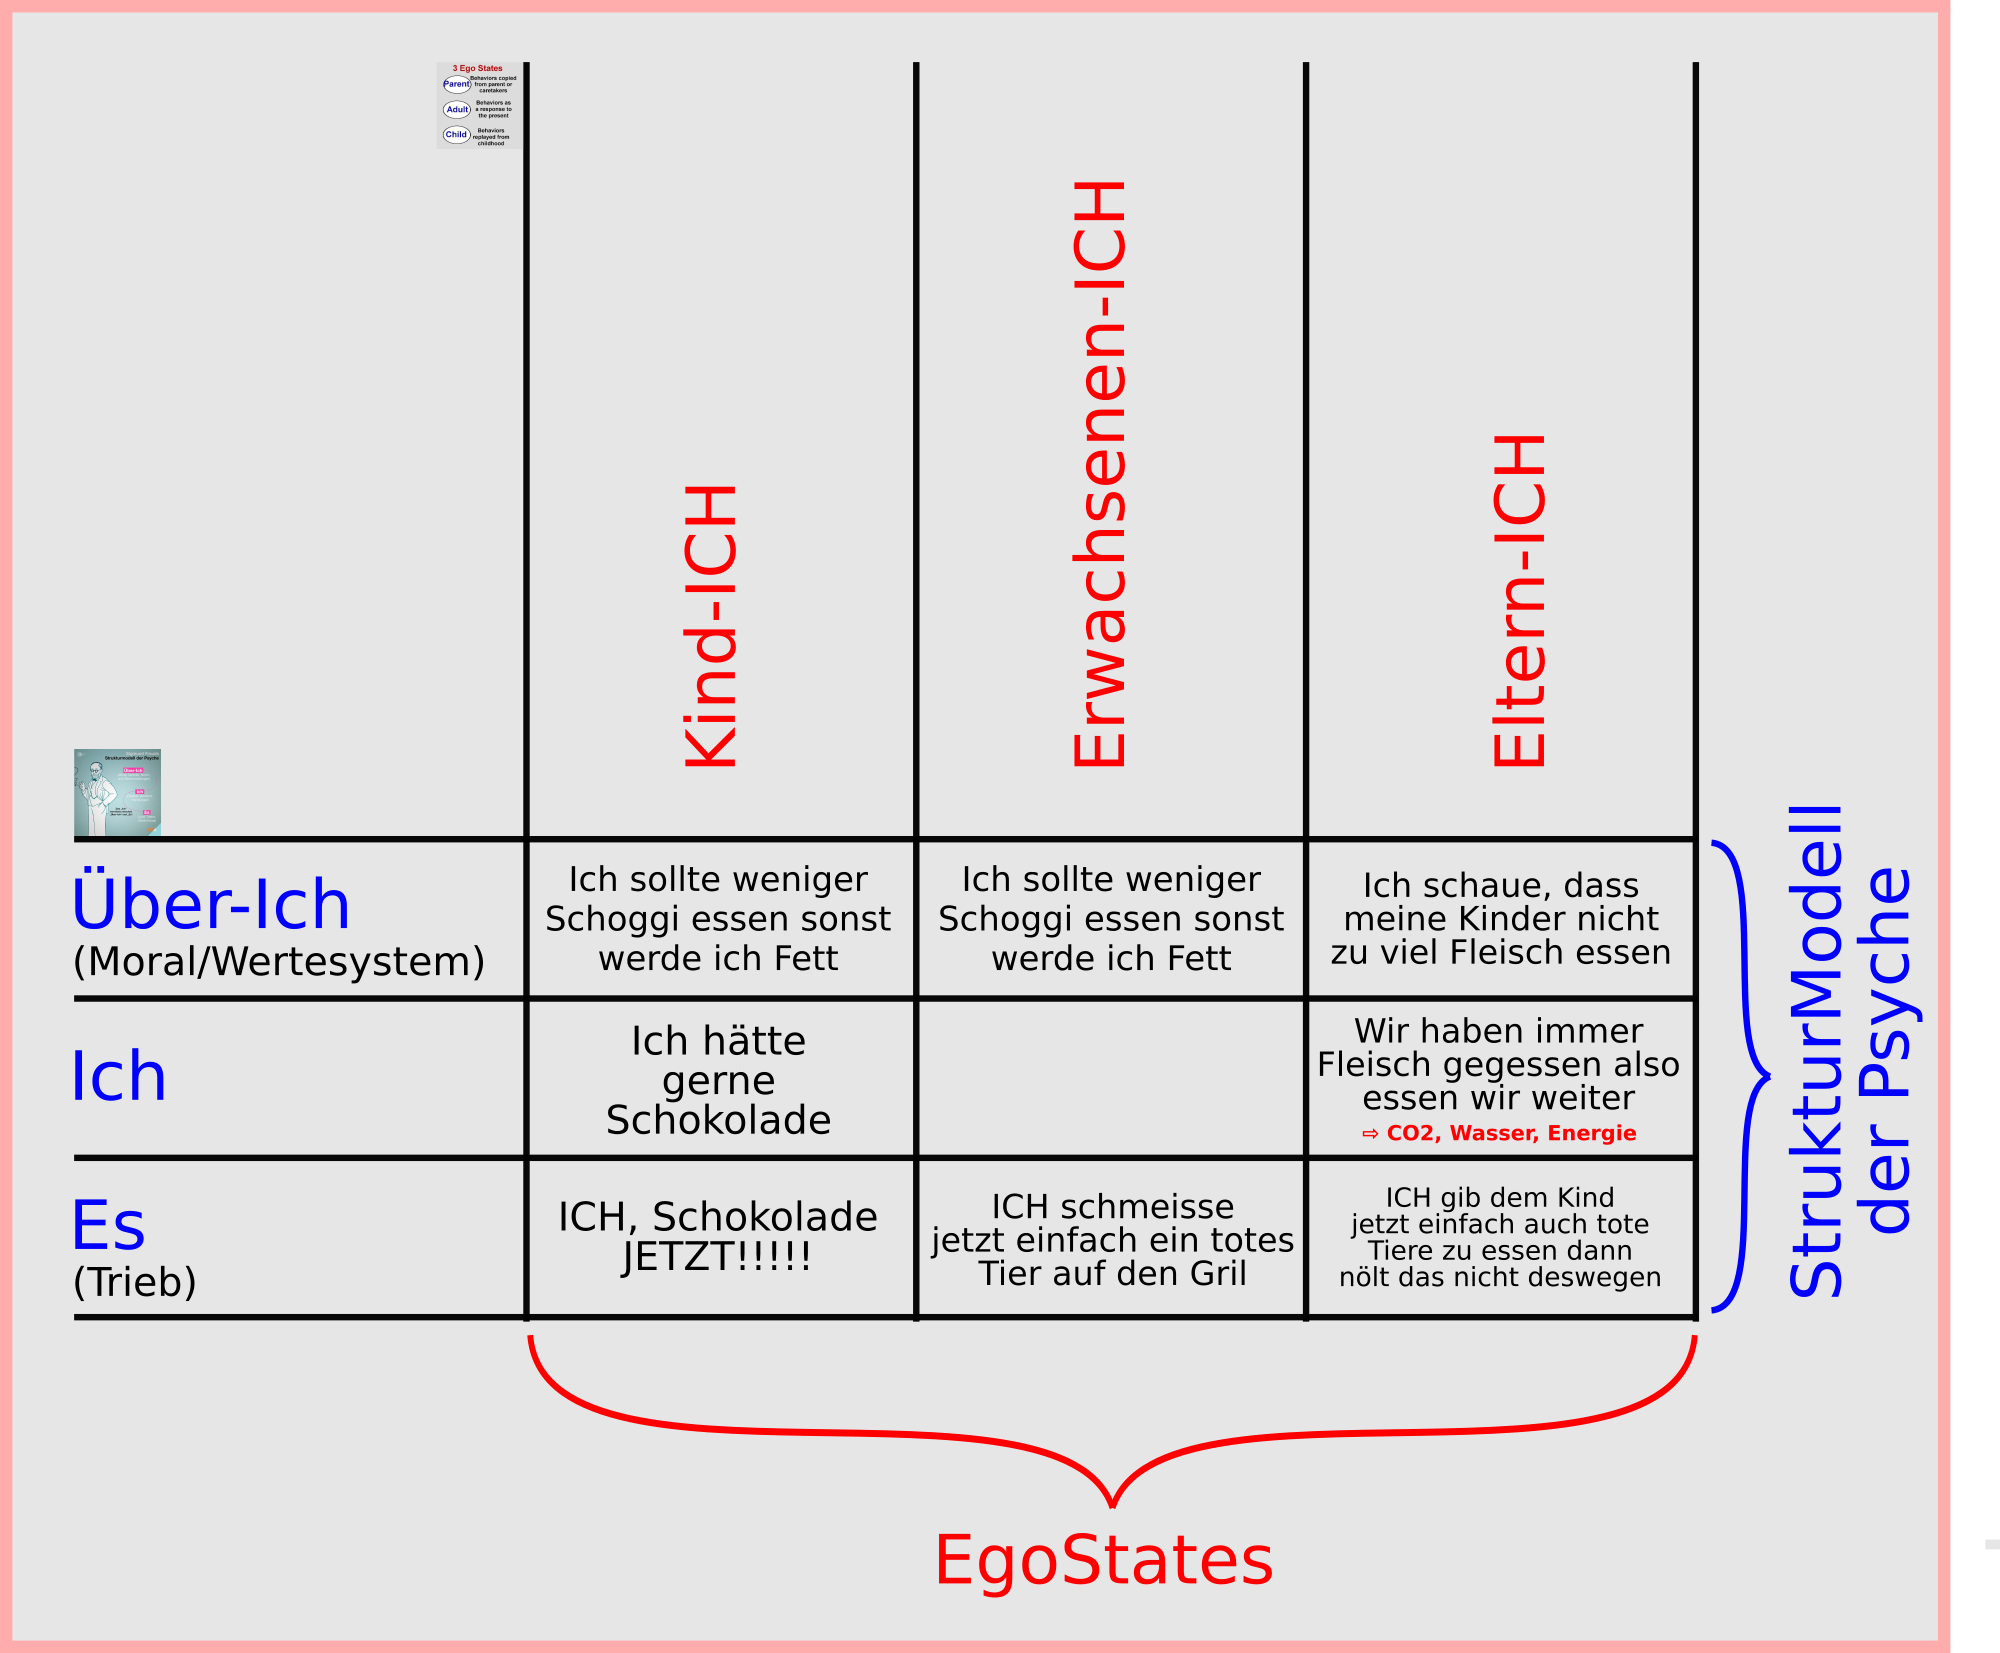 3 Ego States
Parent
Behaviors copied
from parent or
caretakers
Adult
Behaviors as
a response to
the present
Child
Behaviors
replayed from
childhood
Kind-ICH
Erwachsenen-ICH
Eltern-ICH
Strukturmodell der Psyche
Über-Ich
Über-Ich
(Moral/Wertesystem)
Ich sollte weniger
Schoggi essen sonst
werde ich Fett
Ich sollte weniger
Schoggi essen sonst
werde ich Fett
Ich schaue, dass
meine Kinder nicht
zu viel Fleisch essen
Ich
Ich hätte
gerne
Schokolade
Wir haben immer
Fleisch gegessen also
essen wir weiter
⇨ CO2, Wasser, Energie
Es
(Trieb)
ICH, Schokolade
JETZT!!!!!
ICH schmeisse
jetzt einfach ein totes
Tier auf den Gril
ICH gib dem Kind
jetzt einfach auch tote
Tiere zu essen dann
nölt das nicht deswegen
StrukturModell
der Psyche
EgoStates